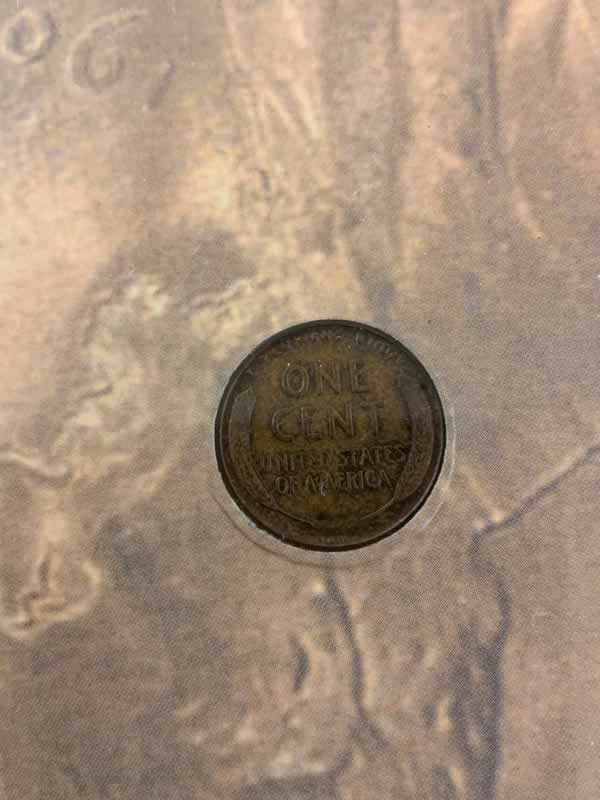 ONE
CENT
UNITED STATES
OF AMERICA